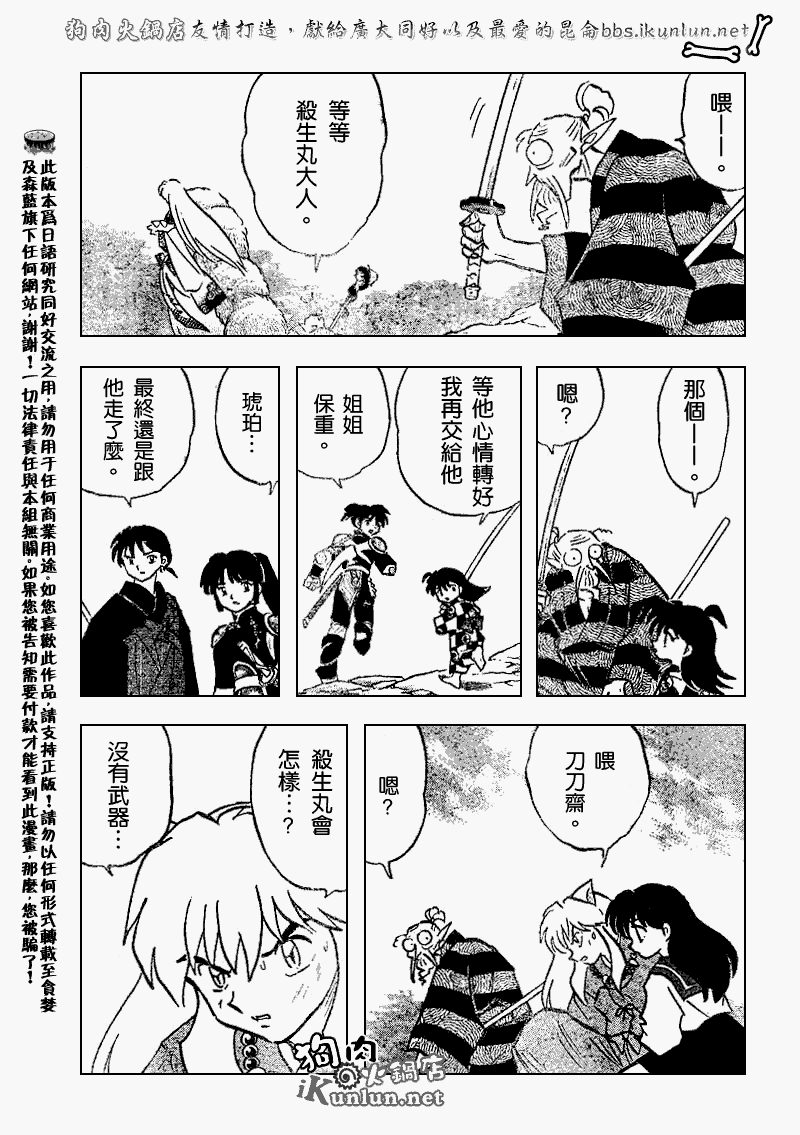 狗肉火鍋店友情打造，獻給廣大同好以及最愛的昆侖bbs.ikunlun.net
喂——。
等等
殺生丸大人。
那個——。
嗯？
等他心情轉好
我再交給他
姐姐
保重。
琥珀…
最終還是跟
他走了麼。
喂
刀刀齋。
嗯？
殺生丸會
怎樣…？
沒有武器…
此版本爲日語研究同好交流之用，請勿用于任何商業用途。如您喜歡此作品，請支持正版！請勿以任何形式轉載至貪婪
及森藍旗下任何網站，謝謝！一切法律責任與本組無關。如果您被告知需要付款才能看到此漫畫，那麼，您被騙了！
狗肉
火鍋店
iKunlun.net